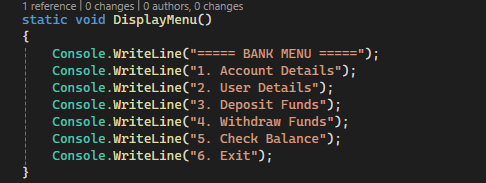 1 reference | 0 changes | 0 authors, 0 changes
static void DisplayMenu()
{
    Console.WriteLine("===== BANK MENU =====");
    Console.WriteLine("1. Account Details");
    Console.WriteLine("2. User Details");
    Console.WriteLine("3. Deposit Funds");
    Console.WriteLine("4. Withdraw Funds");
    Console.WriteLine("5. Check Balance");
    Console.WriteLine("6. Exit");
}